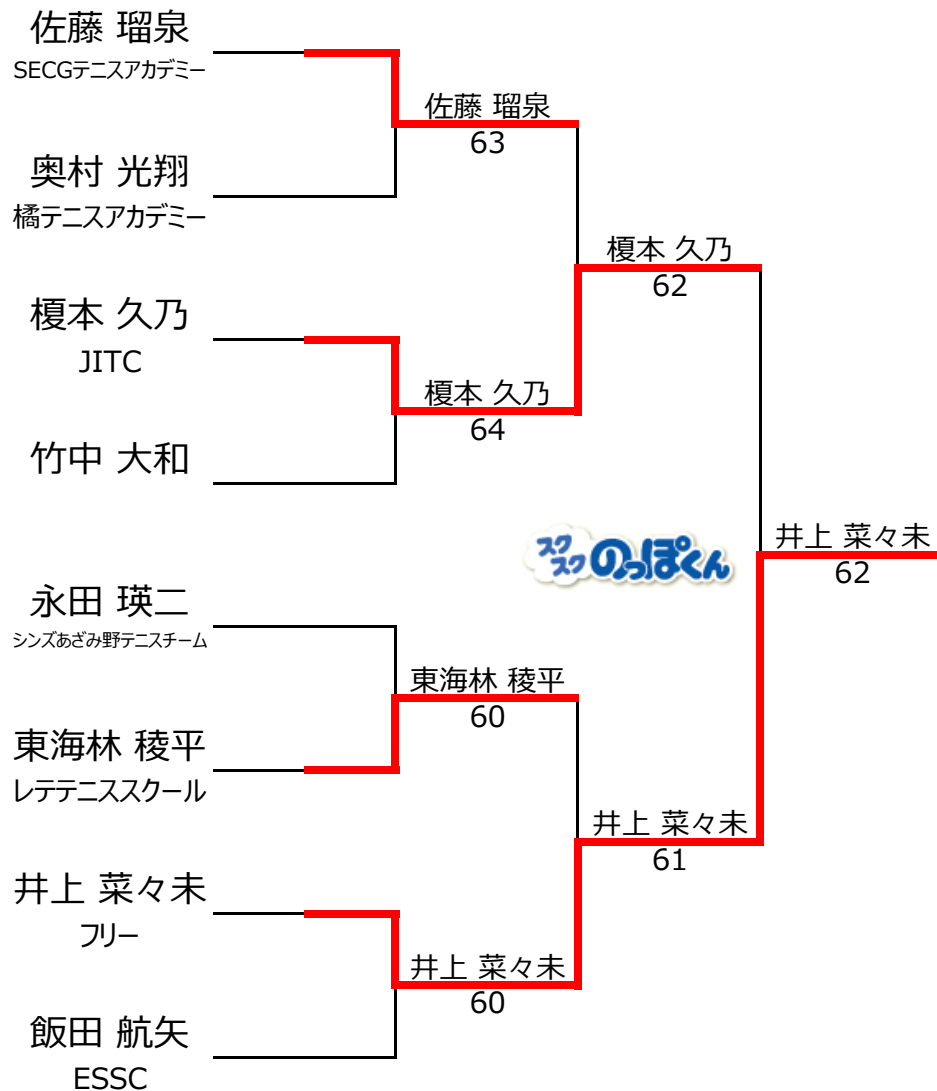 佐藤 瑠泉
SECGテニスアカデミー
佐藤 瑠泉
63
奥村 光翔
橘テニスアカデミー
榎本 久乃
62
榎本 久乃
JITC
榎本 久乃
64
竹中 大和
スクスク
のっぽくん
井上 菜々未
62
永田 瑛二
シンズあざみ野テニスチーム
東海林 稜平
60
東海林 稜平
レテテニススクール
井上 菜々未
61
井上 菜々未
フリー
井上 菜々未
60
飯田 航矢
ESSC